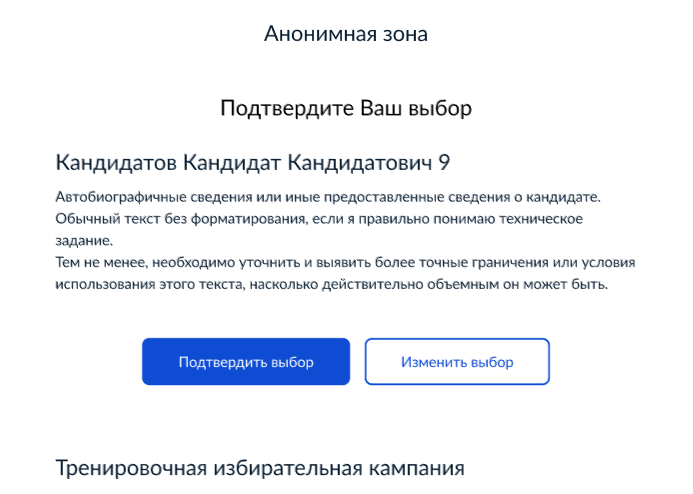 Анонимная зона
Подтвердите Ваш выбор
Кандидатов Кандидат Кандидатович 9
Автобиографичные сведения или иные предоставленные сведения о кандидате.
Обычный текст без форматирования, если я правильно понимаю техническое
задание.
Тем не менее, необходимо уточнить и выявить более точные граничения или условия
использования этого текста, насколько действительно объемным он может быть.
Подтвердить выбор
Изменить выбор
Тренировочная избирательная кампания